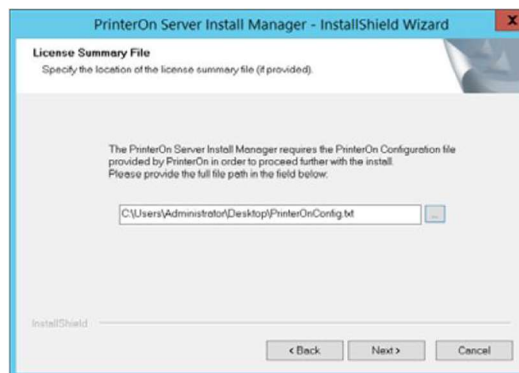 PrinterOn Server Install Manager - InstallShield Wizard
X
License Summary File
Specify the location of the license summary file (if provided).
The PrinterOn Server Install Manager requires the PrinterOn Configuration file
provided by PrinterOn in order to proceed further with the install.
Please provide the full file path in the field below:
C:\Users\Administrator\Desktop\PrinterOnConfig.txt
...
InstallShield
< Back
Next >
Cancel